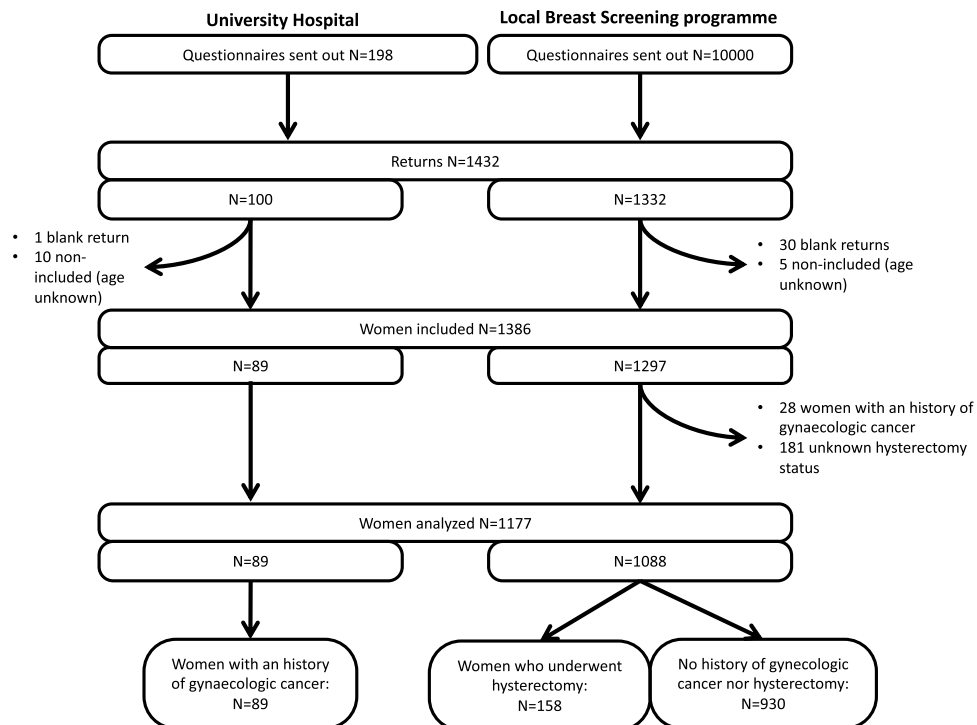 University Hospital
Local Breast Screening programme
Questionnaires sent out N=198
Questionnaires sent out N=10000
Returns N=1432
N=100
N=1332
• 1 blank return
• 10 non-
included (age
unknown)
• 30 blank returns
• 5 non-included (age
unknown)
Women included N=1386
N=89
N=1297
• 28 women with an history of
gynaecologic cancer
• 181 unknown hysterectomy
status
Women analyzed N=1177
N=89
N=1088
Women with an history
of gynaecologic cancer:
N=89
Women who underwent
hysterectomy:
N=158
No history of gynecologic
cancer nor hysterectomy:
N=930